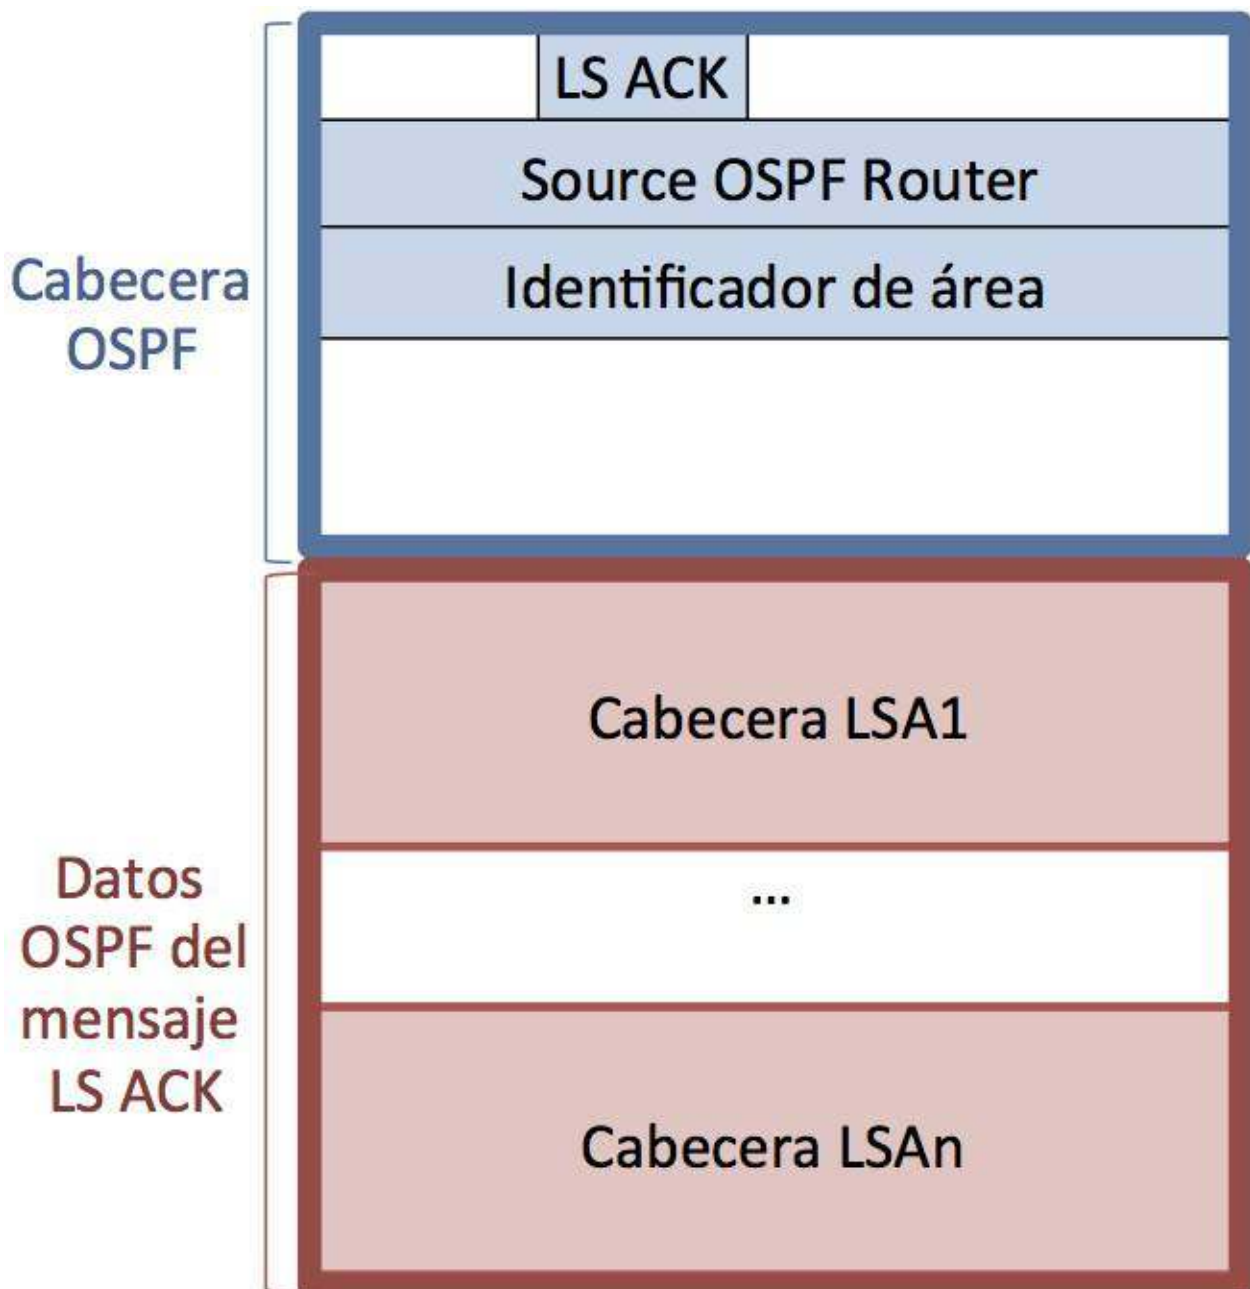 LS ACK
Source OSPF Router
Identificador de área
Cabecera
OSPF
Cabecera LSA1
...
Datos
OSPF del
mensaje
LS ACK
Cabecera LSAn